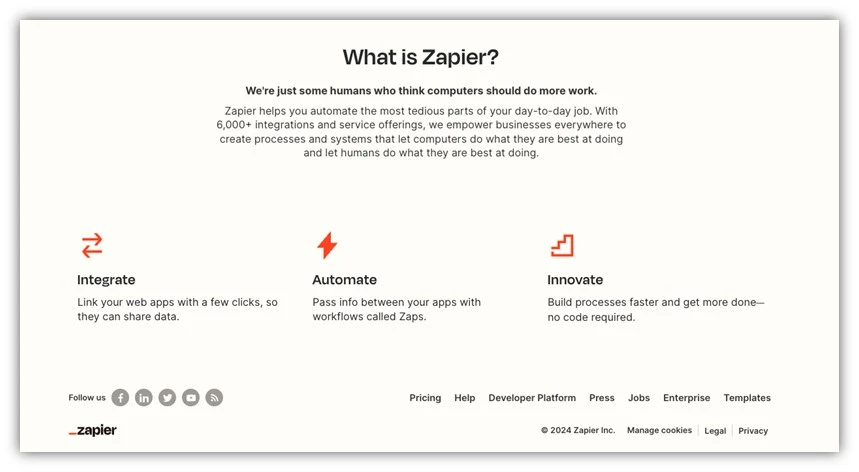 What is Zapier?
We're just some humans who think computers should do more work.
Zapier helps you automate the most tedious parts of your day-to-day job. With
6,000+ integrations and service offerings, we empower businesses everywhere to
create processes and systems that let computers do what they are best at doing
and let humans do what they are best at doing.
Integrate
Link your web apps with a few clicks, so
they can share data.
Automate
Pass info between your apps with
workflows called Zaps.
Innovate
Build processes faster and get more done—
no code required.
Follow us
Pricing Help Developer Platform Press Jobs Enterprise Templates
_zapier
© 2024 Zapier Inc. Manage cookies Legal Privacy